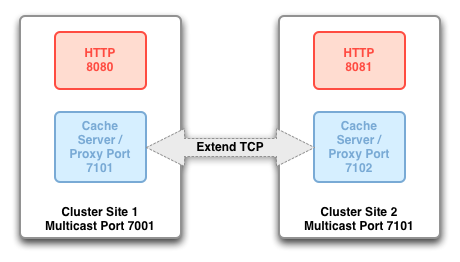 HTTP
8080
Cache
Server /
Proxy Port
7101
Cluster Site 1
Multicast Port 7001
Extend TCP
HTTP
8081
Cache
Server /
Proxy Port
7102
Cluster Site 2
Multicast Port 7101